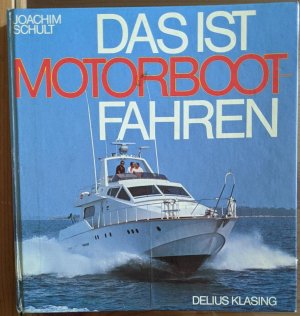 JOACHIM
SCHULT
DAS IST
MOTORBOOT
FAHREN
DELIUS KLASING